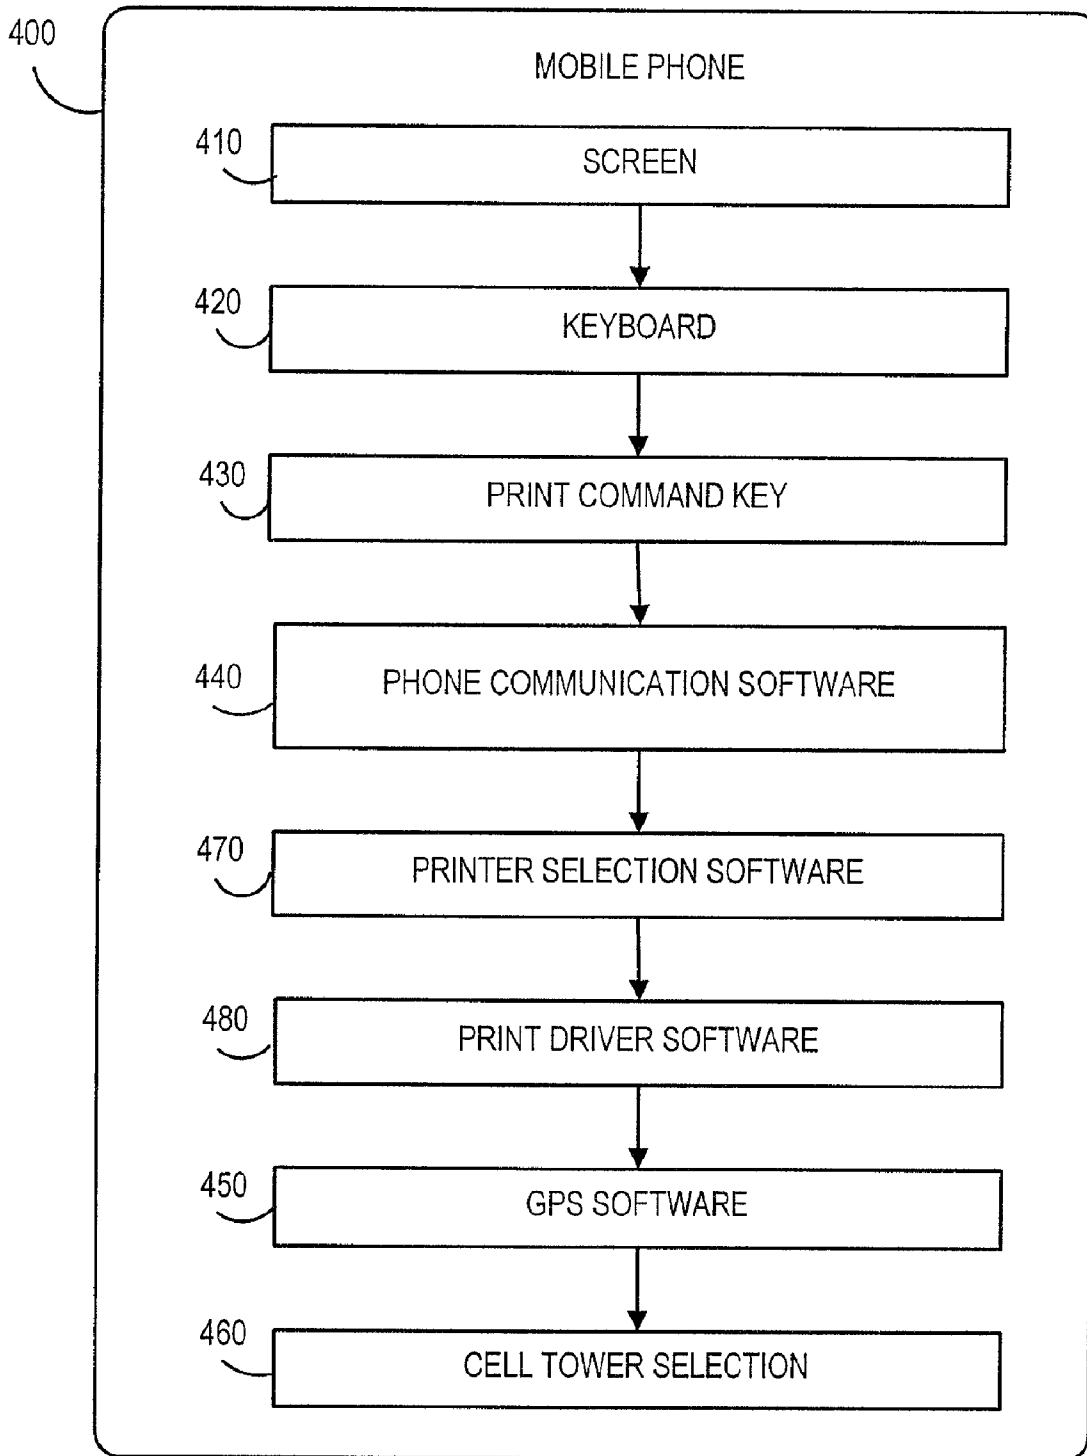 400
MOBILE PHONE
410
SCREEN
420
KEYBOARD
430
PRINT COMMAND KEY
440
PHONE COMMUNICATION SOFTWARE
470
PRINTER SELECTION SOFTWARE
480
PRINT DRIVER SOFTWARE
450
GPS SOFTWARE
460
CELL TOWER SELECTION